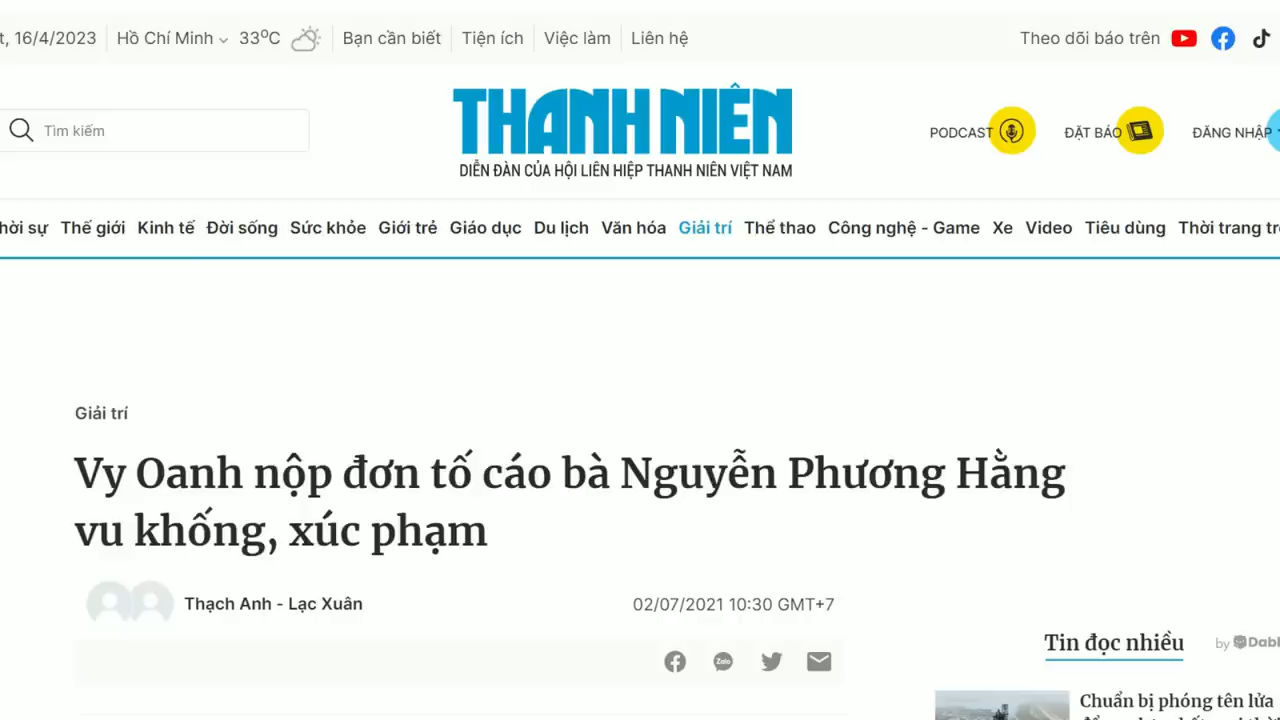 16/4/2023 Hồ Chí Minh 33⁰C Bạn cần biết Tiện ích Việc làm Liên hệ Theo dõi báo trên
Tìm kiếm
THANH NIÊN
DIỄN ĐÀN CỦA HỘI LIÊN HIỆP THANH NIÊN VIỆT NAM
PODCAST ĐẶT BÁO ĐĂNG NHẬP
hời sự Thế giới Kinh tế Đời sống Sức khỏe Giới trẻ Giáo dục Du lịch Văn hóa Giải trí Thể thao Công nghệ - Game Xe Video Tiêu dùng Thời trang
Giải trí
Vy Oanh nộp đơn tố cáo bà Nguyễn Phương Hằng
vu khống, xúc phạm
Thạch Anh - Lạc Xuân 02/07/2021 10:30 GMT+7
Zalo
Tin đọc nhiều by Dabl
Chuẩn bị phóng tên lửa